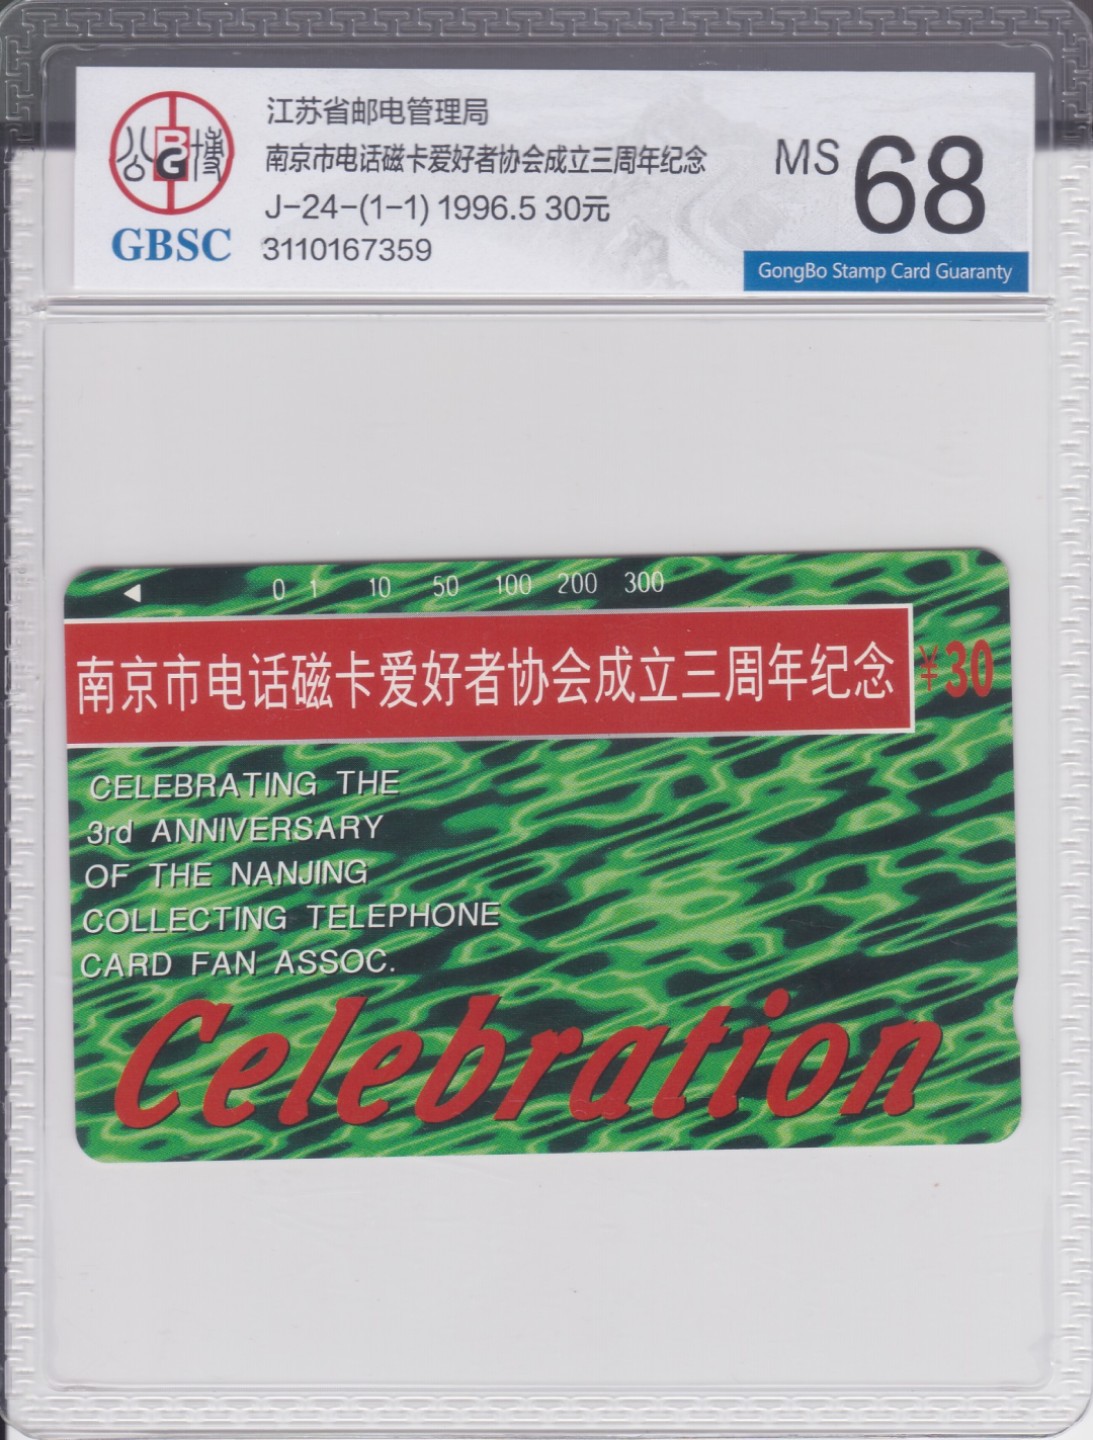 公博
BG
GBSC
江苏省邮电管理局
南京市电话磁卡爱好者协会成立三周年纪念
J-24-(1-1) 1996.5 30元
3110167359
MS 68
GongBo Stamp Card Guaranty
0 1 10 50 100 200 300
南京市电话磁卡爱好者协会成立三周年纪念
¥30
CELEBRATING THE
3rd ANNIVERSARY
OF THE NANJING
COLLECTING TELEPHONE
CARD FAN ASSOC.
Celebration